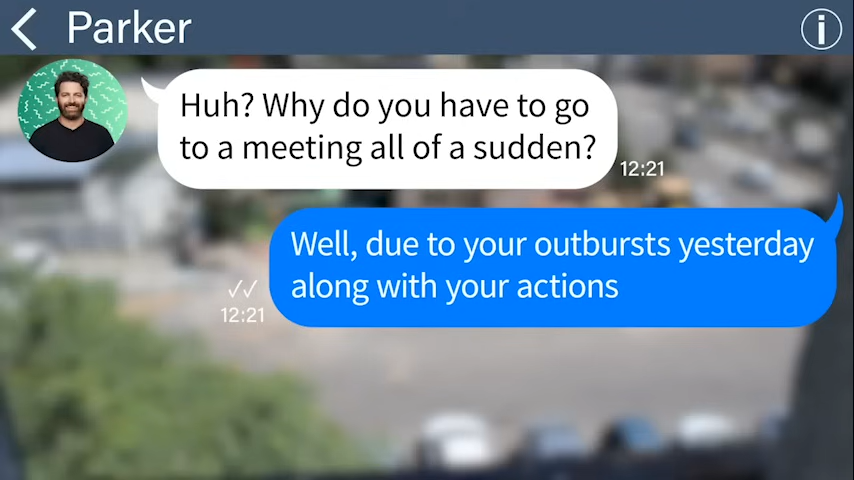 Parker
Huh? Why do you have to go
to a meeting all of a sudden?
12:21
Well, due to your outbursts yesterday
along with your actions
12:21